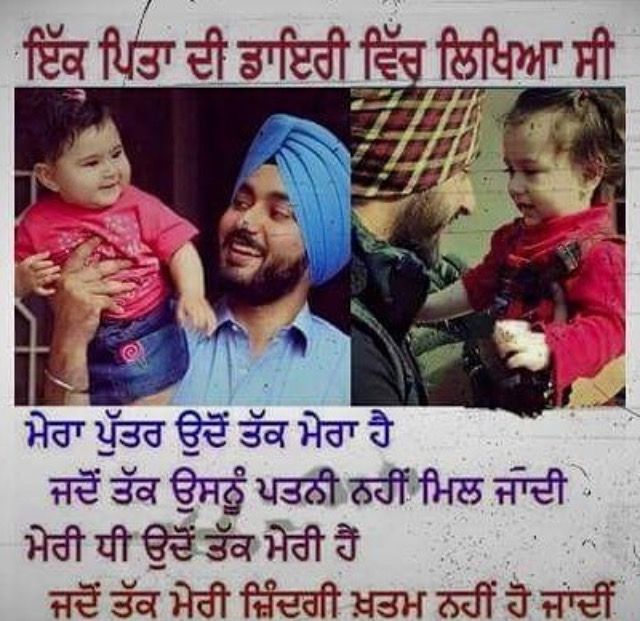 ਇੱਕ ਪਿਤਾ ਦੀ ਡਾਇਰੀ ਵਿੱਚ ਲਿਖਿਆ ਸੀ
ਮੇਰਾ ਪੁੱਤਰ ਉਦੋਂ ਤੱਕ ਮੇਰਾ ਹੈ
ਜਦੋਂ ਤੱਕ ਉਸਨੂੰ ਪਤਨੀ ਨਹੀਂ ਮਿਲ ਜਾਂਦੀ
ਮੇਰੀ ਧੀ ਉਦੋਂ ਤੱਕ ਮੇਰੀ ਹੈਂ
ਜਦੋਂ ਤੱਕ ਮੇਰੀ ਜ਼ਿੰਦਗੀ ਖ਼ਤਮ ਨਹੀਂ ਹੋ ਜਾਦੀਂ